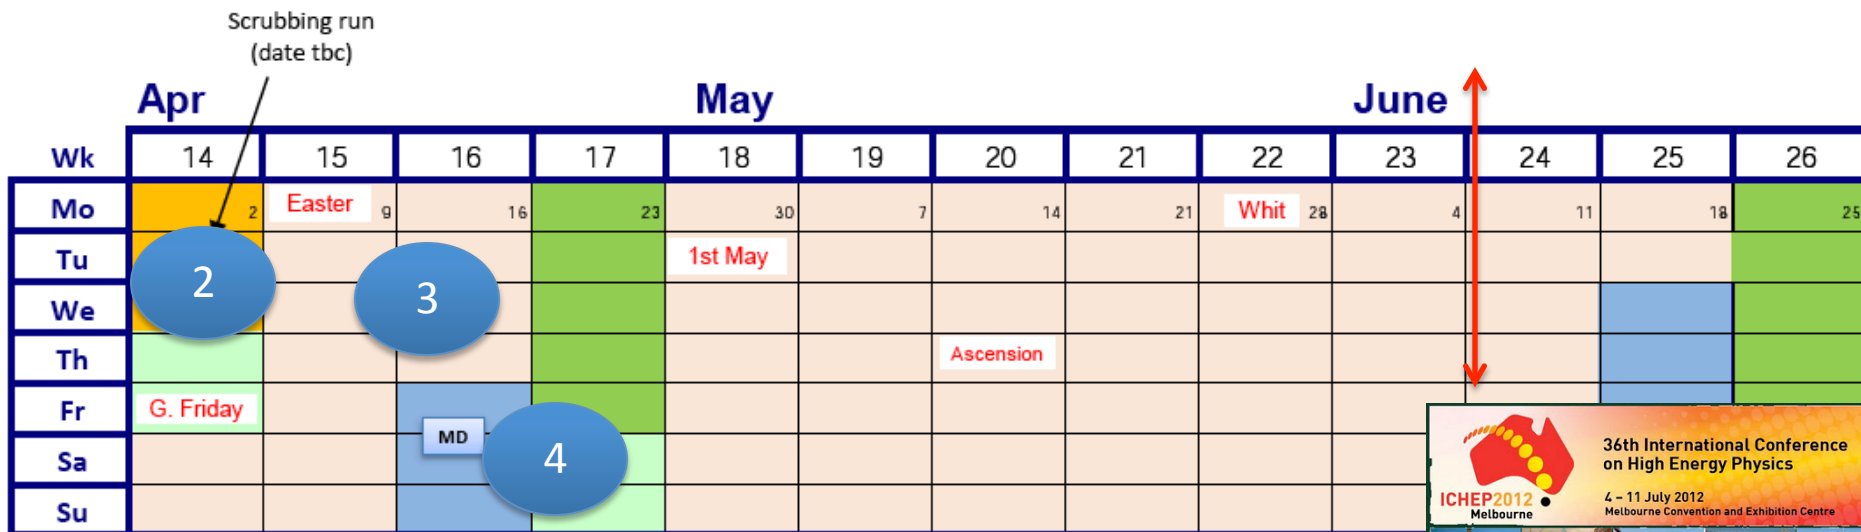 Scrubbing run
(date tbc)
Apr May June
Wk 14 15 16 17 18 19 20 21 22 23 24 25 26
Mo 2 Easter 9 16 23 30 7 14 21 Whit 28 4 11 18 25
Tu 1st May
2 3
We
Th Ascension
Fr G. Friday
MD
4
Sa
Su
36th International Conference
on High Energy Physics
ICHEP2012
Melbourne
4 – 11 July 2012
Melbourne Convention and Exhibition Centre